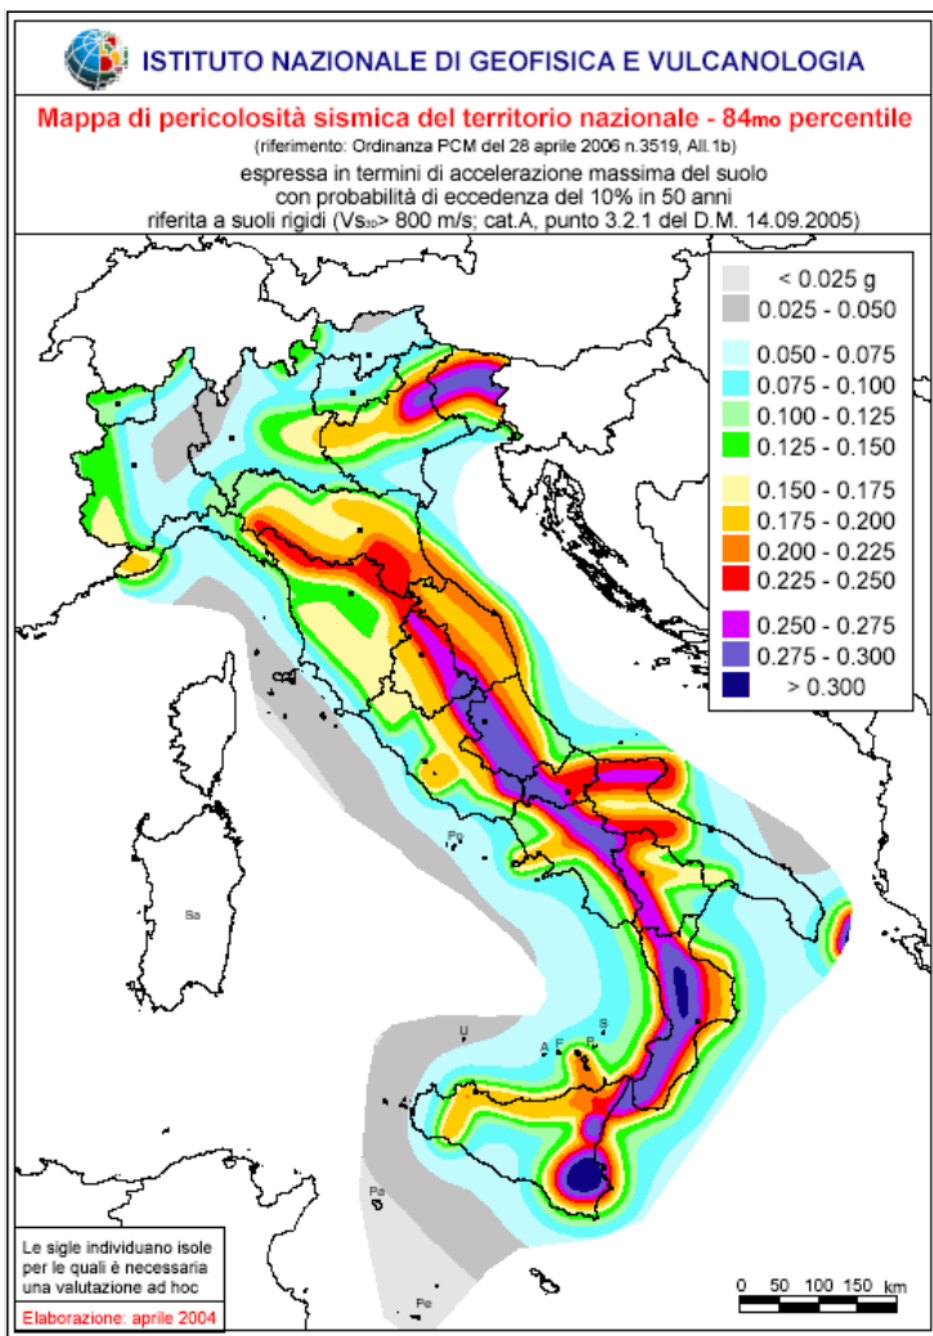 ISTITUTO NAZIONALE DI GEOFISICA E VULCANOLOGIA
Mappa di pericolosità sismica del territorio nazionale - 84mo percentile
(riferimento: Ordinanza PCM del 28 aprile 2006 n.3519, All.1b)
espressa in termini di accelerazione massima del suolo
con probabilità di eccedenza del 10% in 50 anni
riferita a suoli rigidi (Vs₃₀> 800 m/s; cat.A, punto 3.2.1 del D.M. 14.09.2005)
< 0.025 g
0.025 - 0.050
0.050 - 0.075
0.075 - 0.100
0.100 - 0.125
0.125 - 0.150
0.150 - 0.175
0.175 - 0.200
0.200 - 0.225
0.225 - 0.250
0.250 - 0.275
0.275 - 0.300
> 0.300
Po
Sa
U
A
F
P
S
Pa
Pe
Le sigle individuano isole
per le quali è necessaria
una valutazione ad hoc
Elaborazione: aprile 2004
0 50 100 150 km